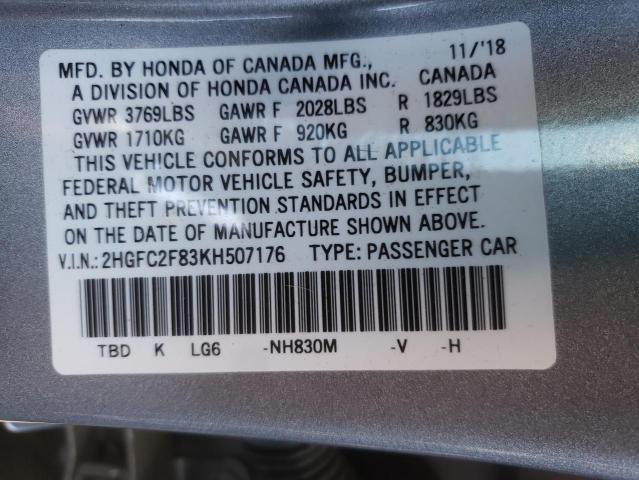 MFD. BY HONDA OF CANADA MFG., 11/'18
A DIVISION OF HONDA CANADA INC. CANADA
GVWR 3769LBS GAWR F 2028LBS R 1829LBS
GVWR 1710KG GAWR F 920KG R 830KG
THIS VEHICLE CONFORMS TO ALL APPLICABLE
FEDERAL MOTOR VEHICLE SAFETY, BUMPER,
AND THEFT PREVENTION STANDARDS IN EFFECT
ON THE DATE OF MANUFACTURE SHOWN ABOVE.
V.I.N.: 2HGFC2F83KH507176 TYPE: PASSENGER CAR
TBD K LG6 -NH830M -V -H